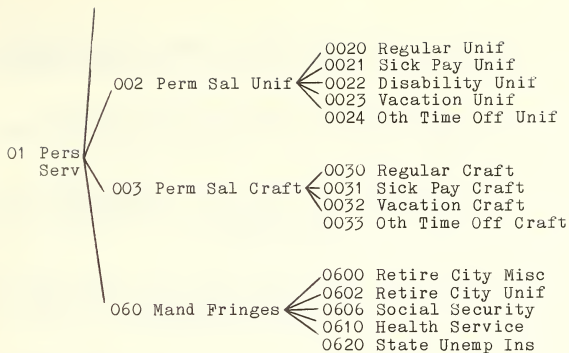 0020 Regular Unif
0021 Sick Pay Unif
002 Perm Sal Unif
0022 Disability Unif
0023 Vacation Unif
0024 Oth Time Off Unif
01 Pers
Serv
0030 Regular Craft
003 Perm Sal Craft
0031 Sick Pay Craft
0032 Vacation Craft
0033 Oth Time Off Craft
0600 Retire City Misc
0602 Retire City Unif
060 Mand Fringes
0606 Social Security
0610 Health Service
0620 State Unemp Ins